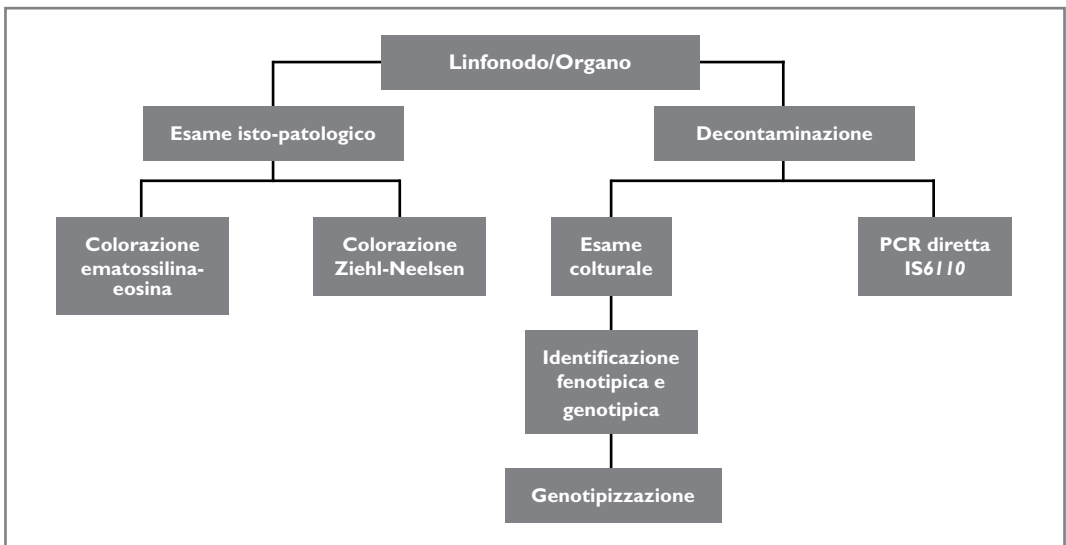 Linfonodo/Organo
Esame isto-patologico
Decontaminazione
Colorazione
ematossilina-
eosina
Colorazione
Ziehl-Neelsen
Esame
colturale
PCR diretta
IS6110
Identificazione
fenotipica e
genotipica
Genotipizzazione